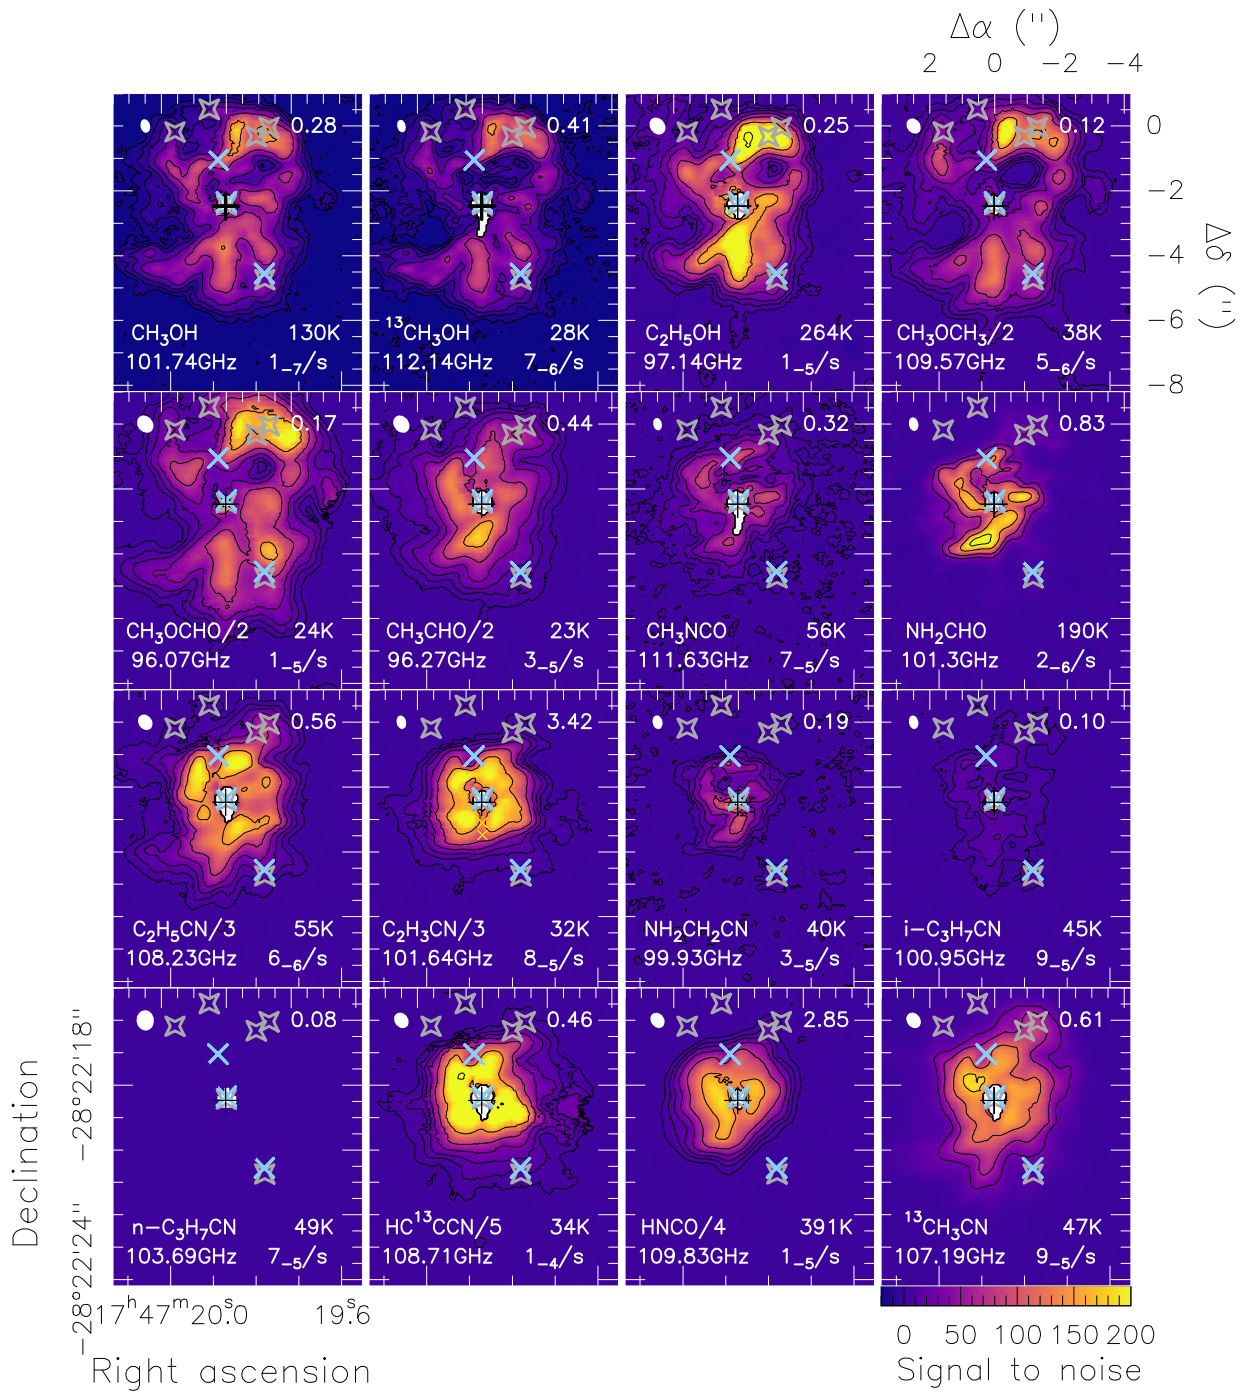 Δα (")
2 0 −2 −4
0.28
CH₃OH 130K
101.74GHz 1₋₇/s
0.41
¹³CH₃OH 28K
112.14GHz 7₋₆/s
0.25
C₂H₅OH 264K
97.14GHz 1₋₅/s
0.12
CH₃OCH₃/2 38K
109.57GHz 5₋₆/s
0
−2
−4
−6
−8
Δδ (")
0.17
CH₃OCHO/2 24K
96.07GHz 1₋₅/s
0.44
CH₃CHO/2 23K
96.27GHz 3₋₅/s
0.32
CH₃NCO 56K
111.63GHz 7₋₅/s
0.83
NH₂CHO 190K
101.3GHz 2₋₆/s
0.56
C₂H₅CN/3 55K
108.23GHz 6₋₆/s
3.42
C₂H₃CN/3 32K
101.64GHz 8₋₅/s
0.19
NH₂CH₂CN 40K
99.93GHz 3₋₅/s
0.10
i−C₃H₇CN 45K
100.95GHz 9₋₅/s
0.08
n−C₃H₇CN 49K
103.69GHz 7₋₅/s
0.46
HC¹³CCN/5 34K
108.71GHz 1₋₄/s
2.85
HNCO/4 391K
109.83GHz 1₋₅/s
0.61
¹³CH₃CN 47K
107.19GHz 9₋₅/s
Declination
−28°22'18"
−28°22'24"
17ʰ47ᵐ20ˢ.0 19ˢ.6
Right ascension
0 50 100 150 200
Signal to noise